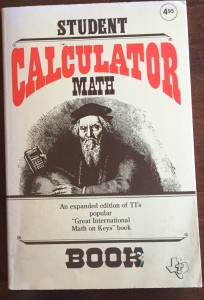 4.95
STUDENT
CALCULATOR
MATH
An expanded edition of TI's
popular
"Great International
Math on Keys" book
BOOK